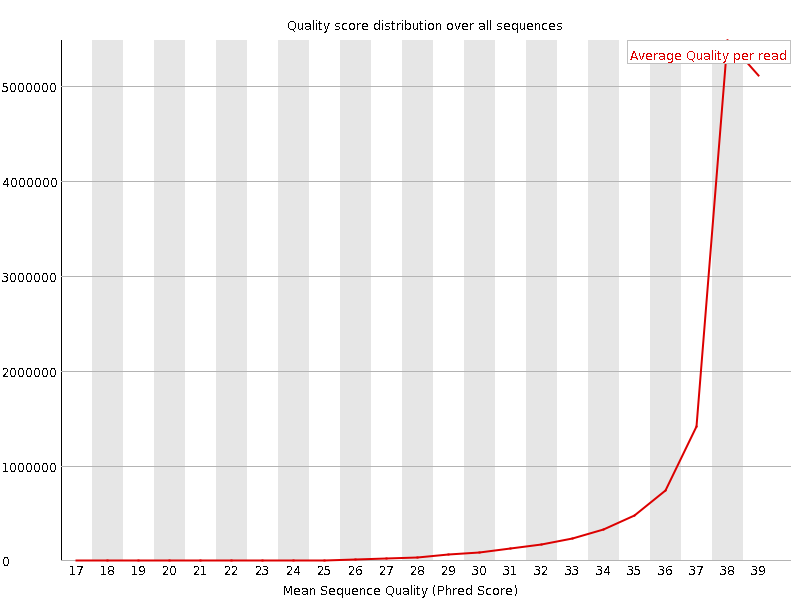 Quality score distribution over all sequences
Average Quality per read
5000000
4000000
3000000
2000000
1000000
0
17 18 19 20 21 22 23 24 25 26 27 28 29 30 31 32 33 34 35 36 37 38 39
Mean Sequence Quality (Phred Score)